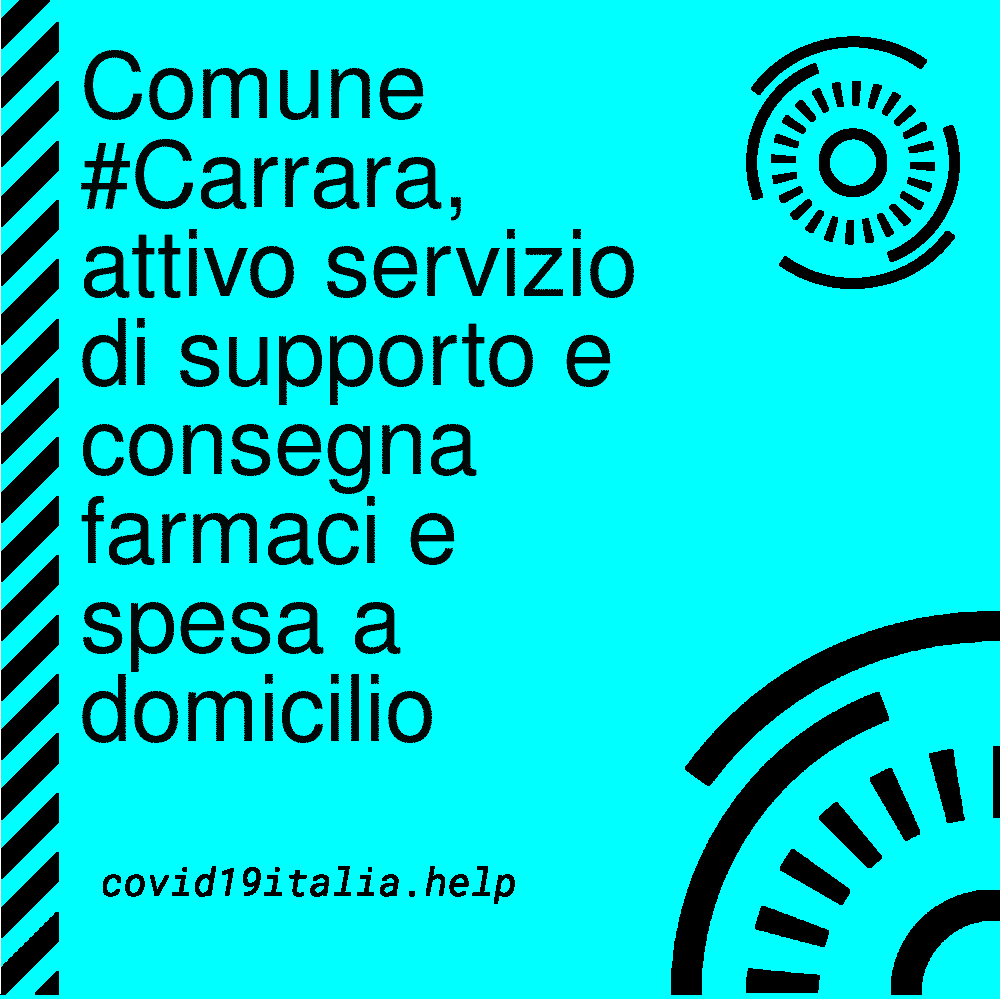 Comune
#Carrara,
attivo servizio
di supporto e
consegna
farmaci e
spesa a
domicilio
covid19italia.help